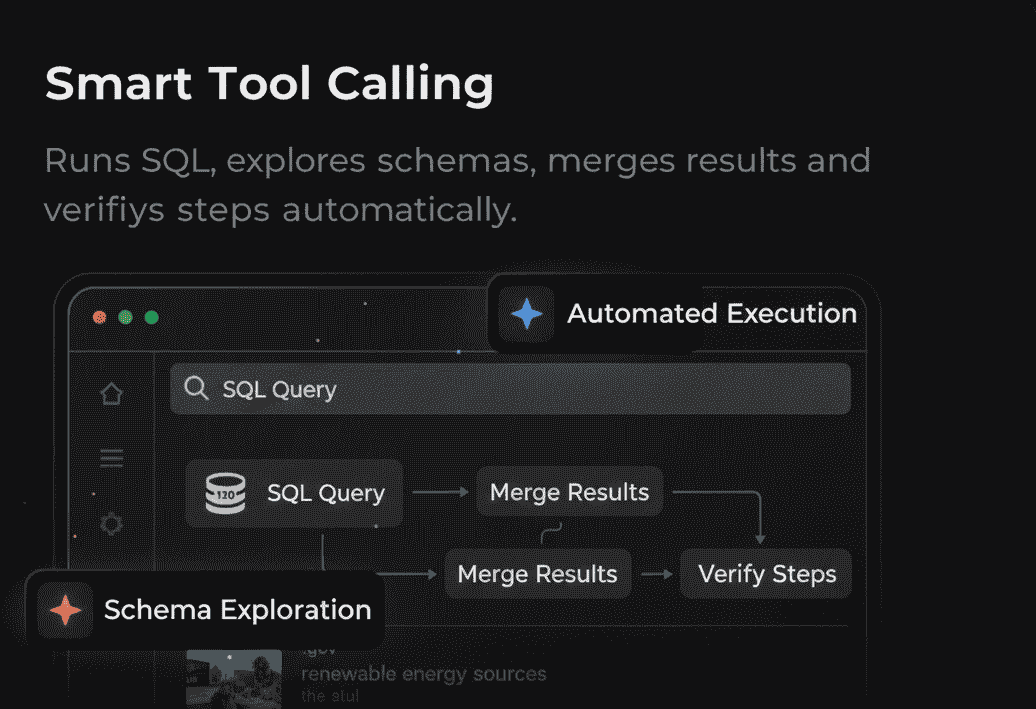 Smart Tool Calling
Runs SQL, explores schemas, merges results and
verifiys steps automatically.
Automated Execution
SQL Query
120
SQL Query
Merge Results
Merge Results
Verify Steps
Schema Exploration
.gov
renewable energy sources
the